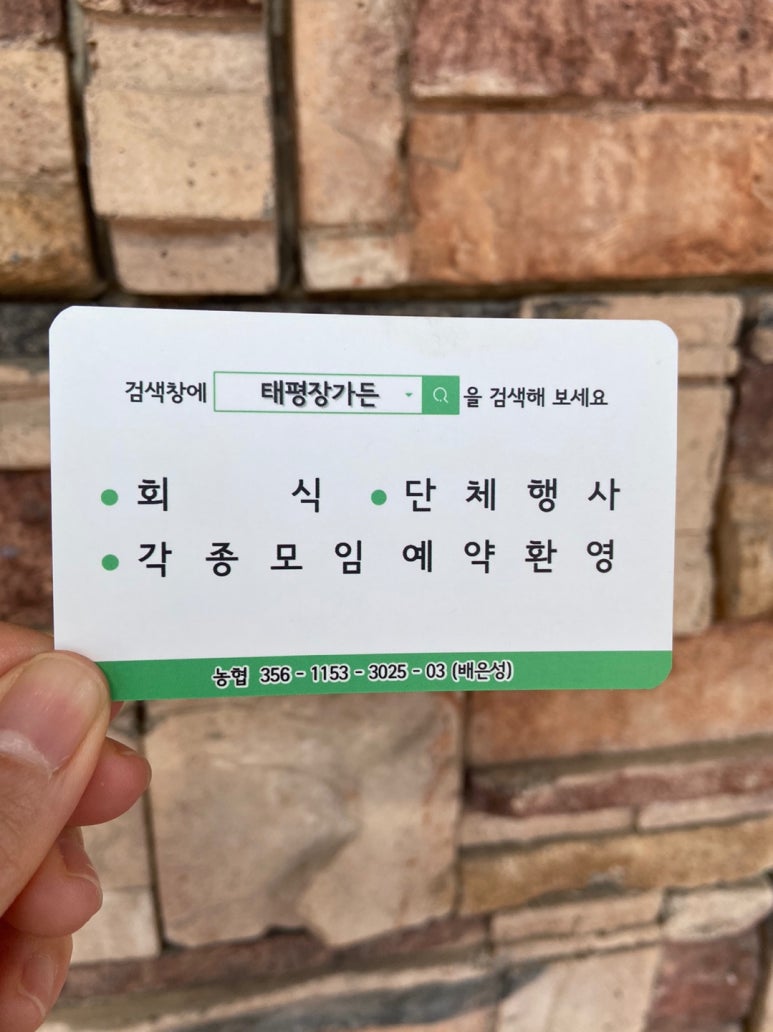 검색창에 태평장가든 을 검색해 보세요
● 회 식 ● 단 체 행 사
● 각 종 모 임 예 약 환 영
농협 356 - 1153 - 3025 - 03 (배은성)